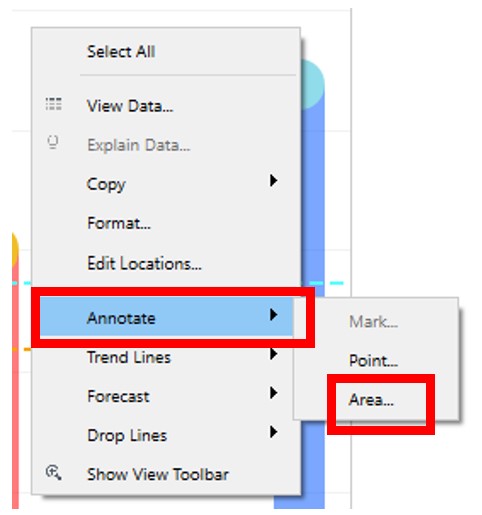 Select All
View Data...
Explain Data...
Copy
Format...
Edit Locations...
Annotate
Mark...
Trend Lines
Point...
Forecast
Area...
Drop Lines
Show View Toolbar